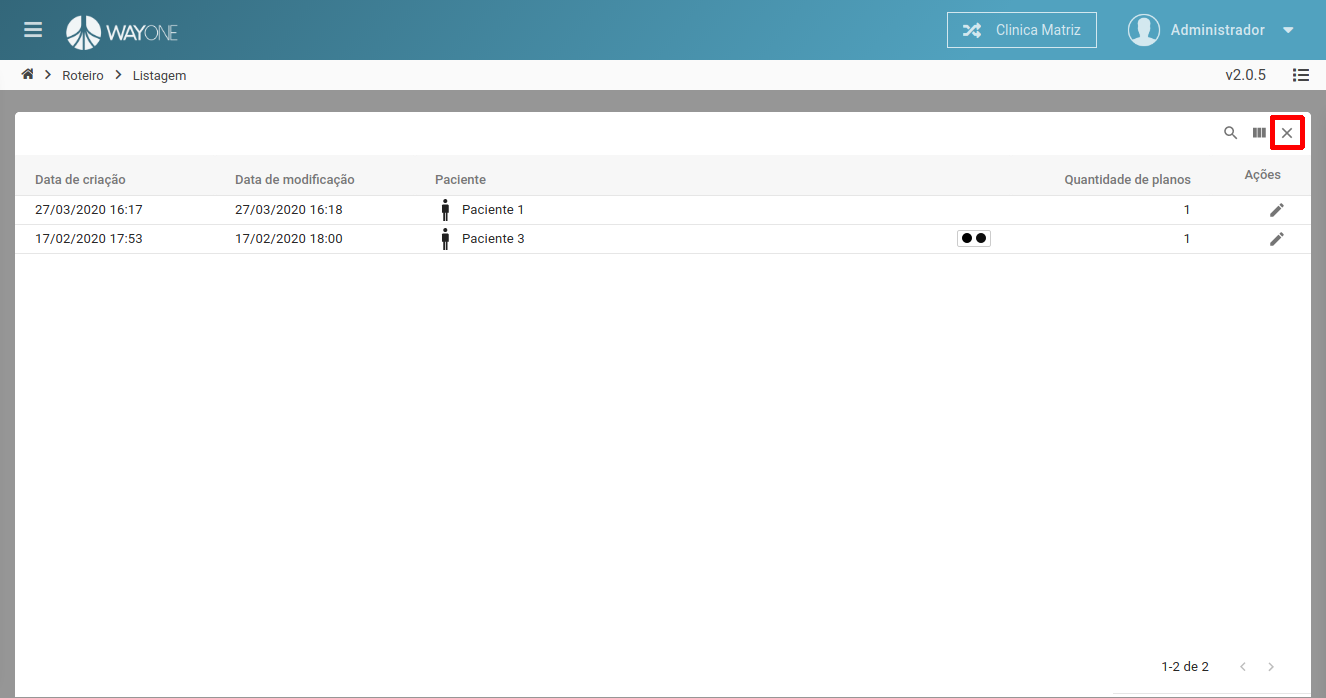 WAYONE
Clinica Matriz
Administrador
Roteiro
Listagem
v2.0.5
Data de criação Data de modificação Paciente Quantidade de planos Ações
27/03/2020 16:17 27/03/2020 16:18 Paciente 1 1
17/02/2020 17:53 17/02/2020 18:00 Paciente 3 1
1-2 de 2